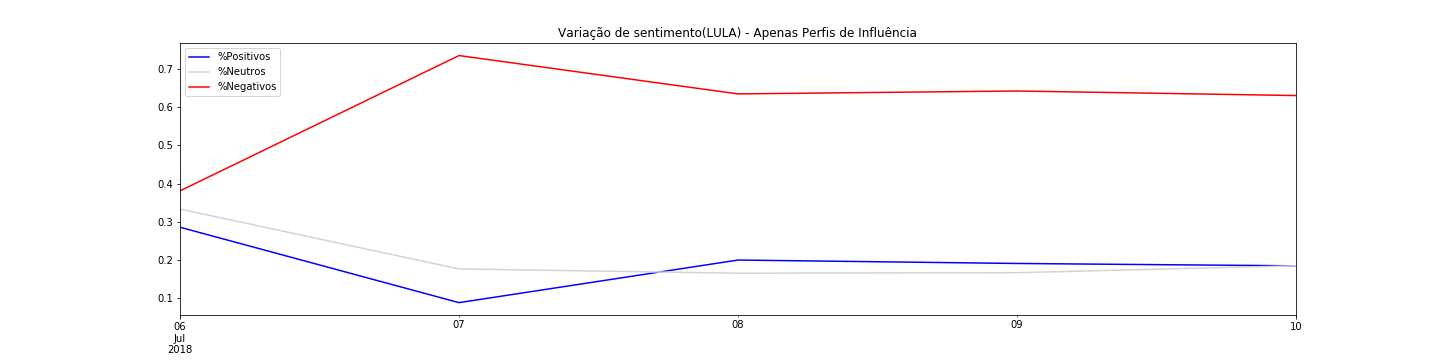 Variação de sentimento(LULA) - Apenas Perfis de Influência
%Positivos
%Neutros
%Negativos
0.7
0.6
0.5
0.4
0.3
0.2
0.1
06 07 08 09 10
Jul
2018